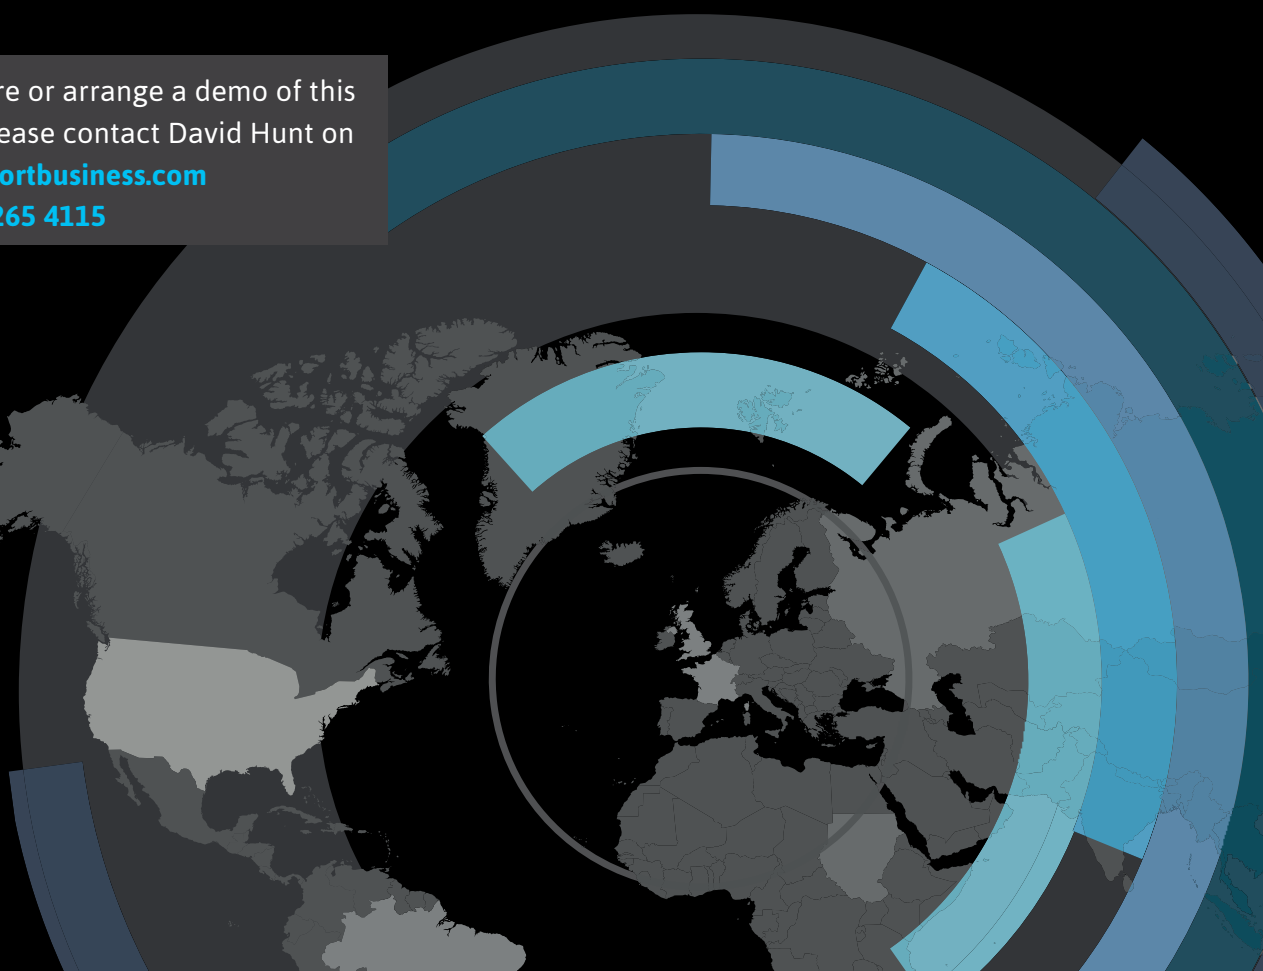 re or arrange a demo of this
ease contact David Hunt on
ortbusiness.com
265 4115